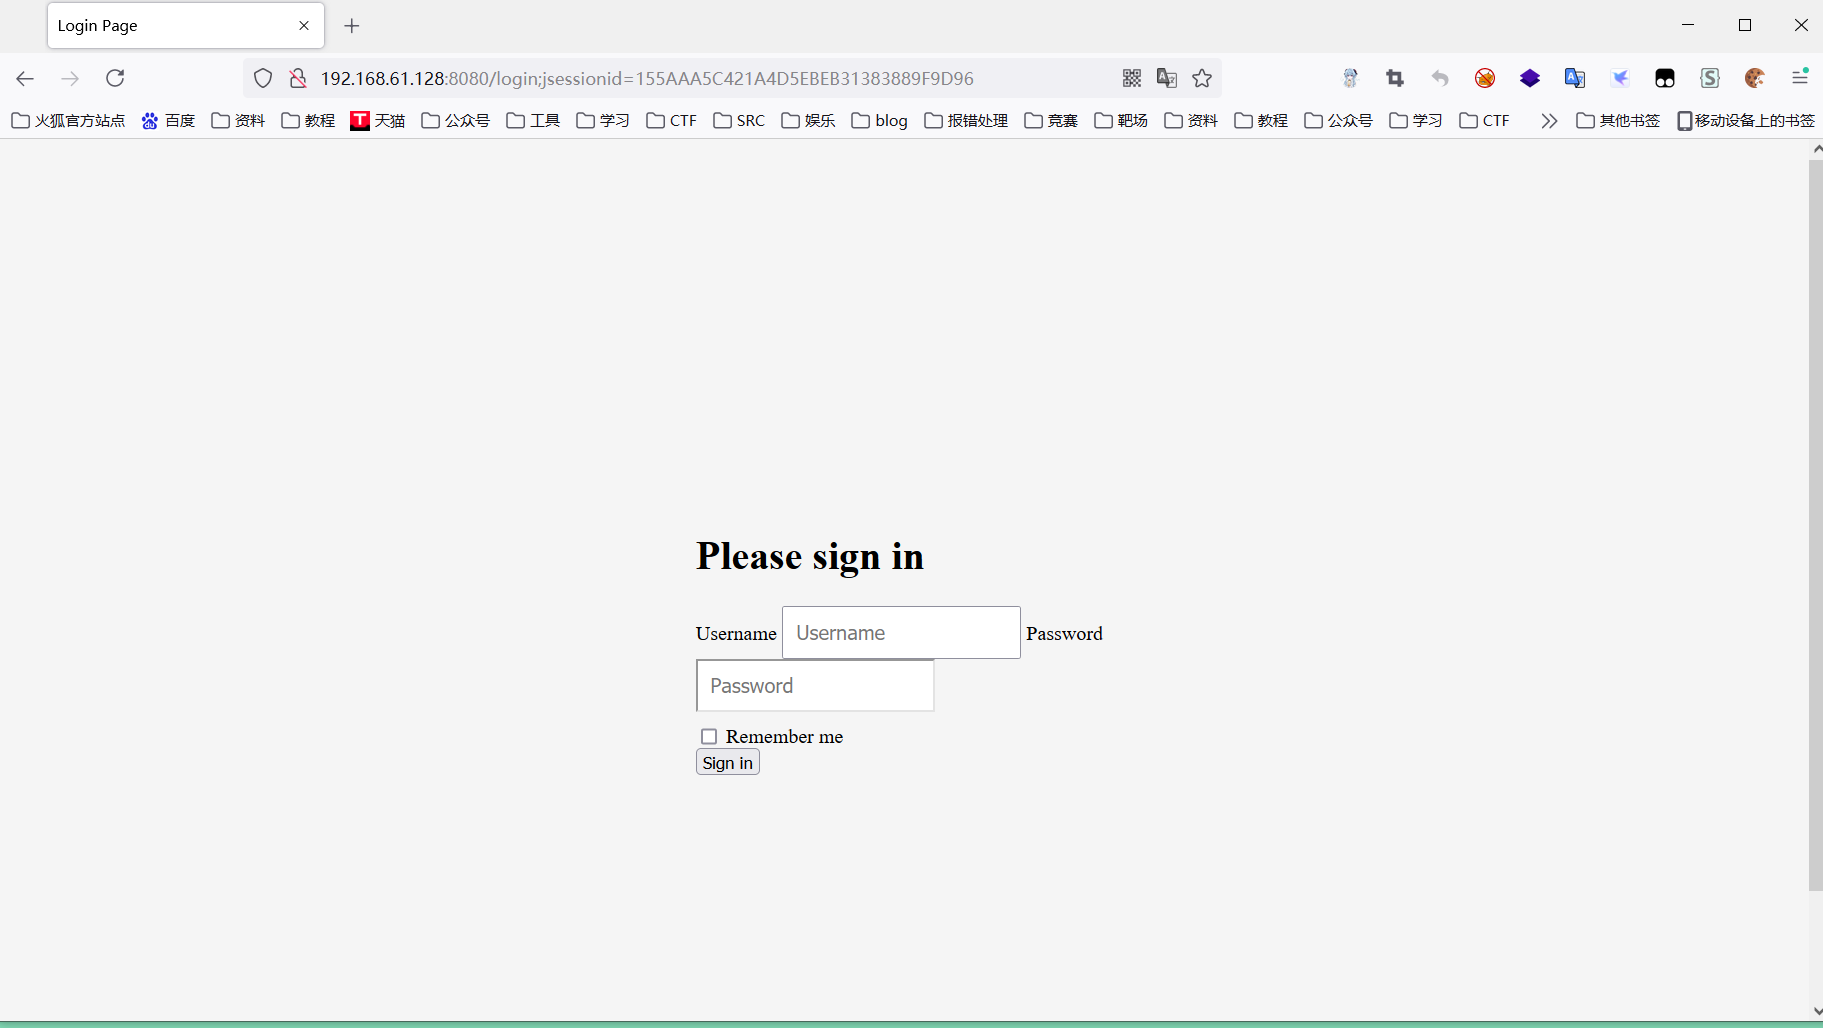 Login Page
192.168.61.128:8080/login;jsessionid=155AAA5C421A4D5EBEB31383889F9D96
火狐官方站点 百度 资料 教程 天猫 公众号 工具 学习 CTF SRC 娱乐 blog 报错处理 竞赛 靶场 资料 教程 公众号 学习 CTF 其他书签 移动设备上的书签
Please sign in
Username Username Password
Password
Remember me
Sign in